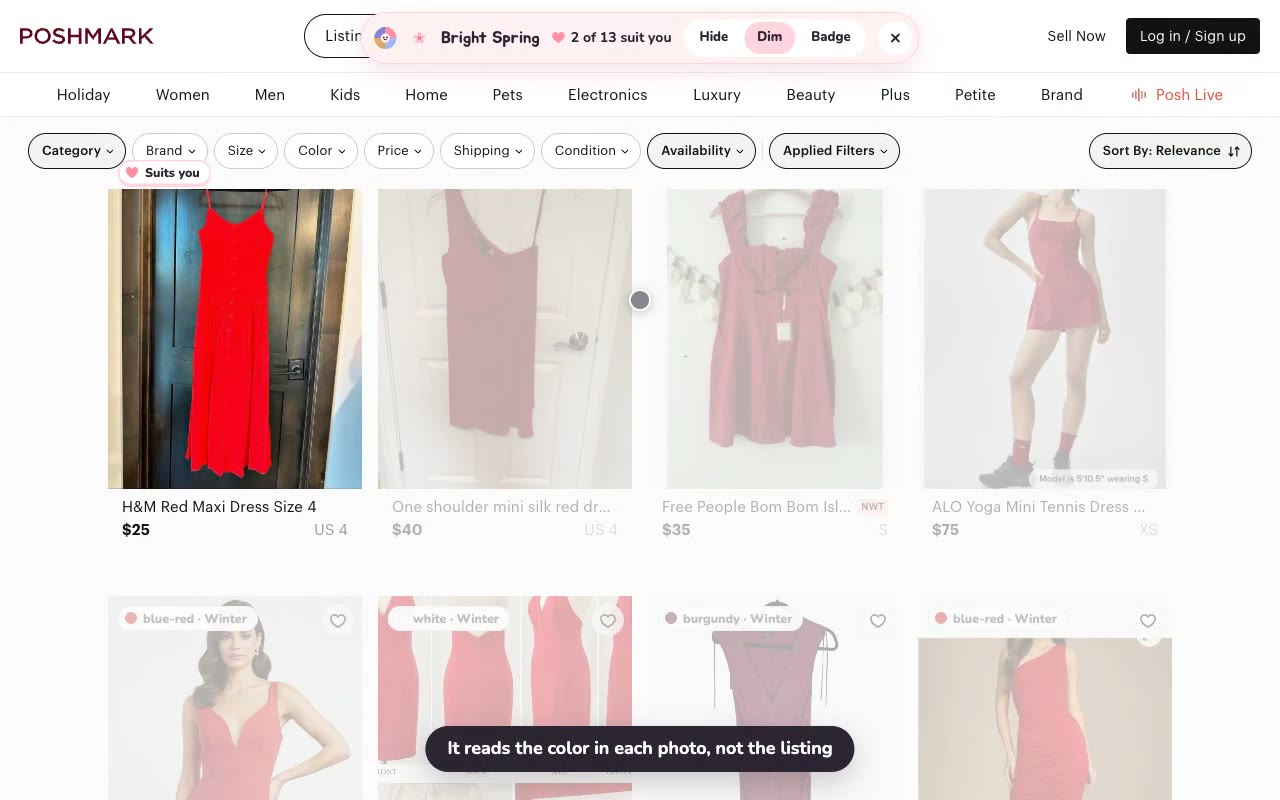 POSHMARK
Listin
Bright Spring
2 of 13 suit you
Hide
Dim
Badge
Sell Now
Log in / Sign up
Holiday
Women
Men
Kids
Home
Pets
Electronics
Luxury
Beauty
Plus
Petite
Brand
Posh Live
Category
Brand
Size
Color
Price
Shipping
Condition
Availability
Applied Filters
Sort By: Relevance
Suits you
Model is 5'10.5" wearing S
H&M Red Maxi Dress Size 4
$25
US 4
One shoulder mini silk red dr...
$40
US 4
Free People Bom Bom Isl...
NWT
$35
S
ALO Yoga Mini Tennis Dress ...
$75
XS
blue-red · Winter
white · Winter
burgundy · Winter
blue-red · Winter
It reads the color in each photo, not the listing